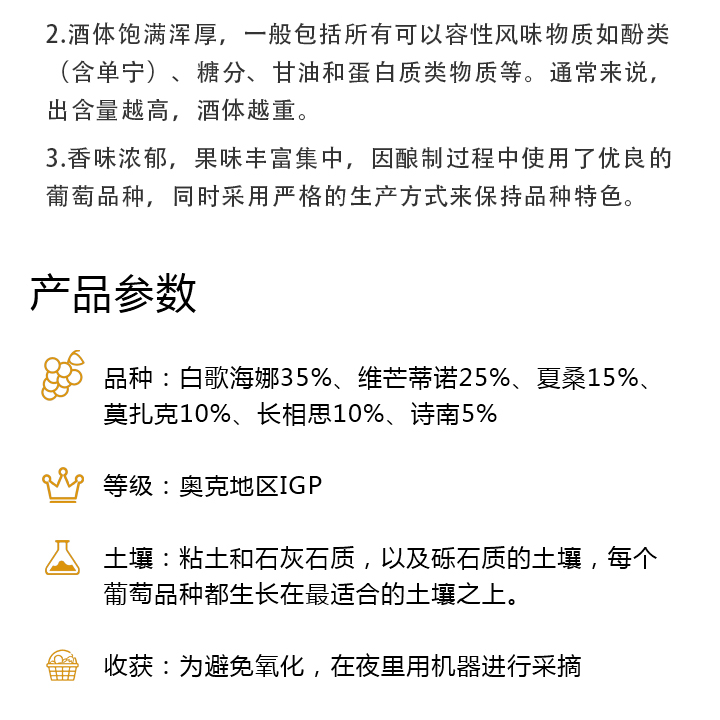 2.酒体饱满浑厚，一般包括所有可以容性风味物质如酚类
（含单宁）、糖分、甘油和蛋白质类物质等。通常来说，
出含量越高，酒体越重。
3.香味浓郁，果味丰富集中，因酿制过程中使用了优良的
葡萄品种，同时采用严格的生产方式来保持品种特色。
产品参数
品种：白歌海娜35%、维芒蒂诺25%、夏桑15%、
莫扎克10%、长相思10%、诗南5%
等级：奥克地区IGP
土壤：粘土和石灰石质，以及砾石质的土壤，每个
葡萄品种都生长在最适合的土壤之上。
收获：为避免氧化，在夜里用机器进行采摘